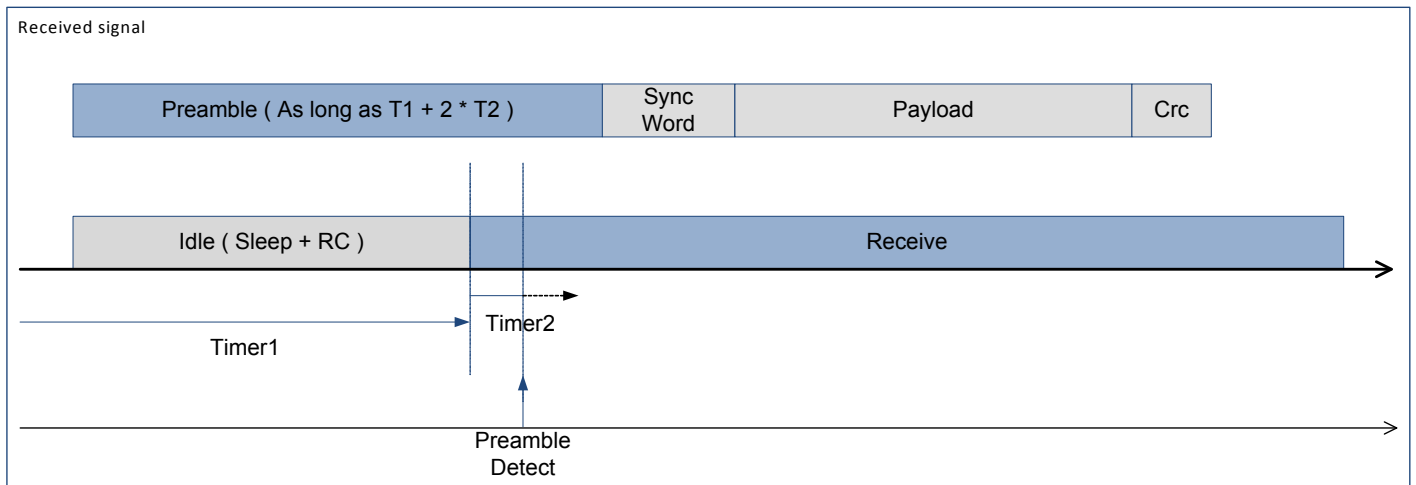 Received signal
Preamble ( As long as T1 + 2 * T2 )
Sync
Word
Payload
Crc
Idle ( Sleep + RC )
Receive
Timer2
Timer1
Preamble
Detect